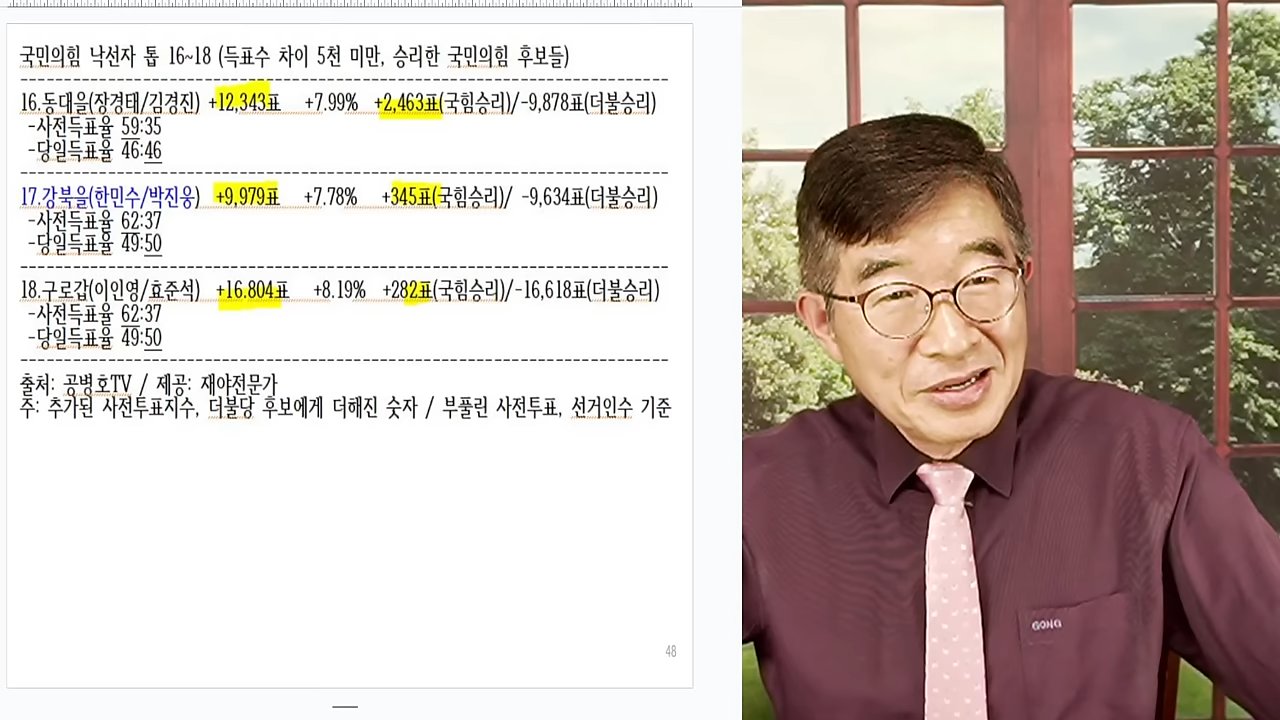 국민의힘 낙선자 톱 16~18 (득표수 차이 5천 미만, 승리한 국민의힘 후보들)
16.동대을(장경태/김경진) +12,343표 +7.99% +2,463표(국힘승리)/-9,878표(더불승리)
-사전득표율 59:35
-당일득표율 46:46
17.강북을(한민수/박진웅) +9,979표 +7.78% +345표(국힘승리)/ -9,634표(더불승리)
-사전득표율 62:37
-당일득표율 49:50
18.구로갑(이인영/효준석) +16,804표 +8.19% +282표(국힘승리)/-16,618표(더불승리)
-사전득표율 62:37
-당일득표율 49:50
출처: 공병호TV / 제공: 재야전문가
주: 추가된 사전투표지수, 더불당 후보에게 더해진 숫자 / 부풀린 사전투표, 선거인수 기준
48
GONG